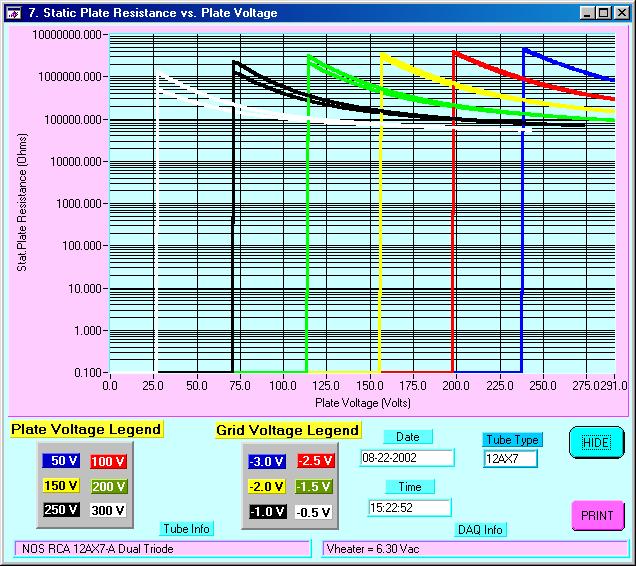 7. Static Plate Resistance vs. Plate Voltage
10000000.000
1000000.000
100000.000
10000.000
1000.000
100.000
10.000
1.000
0.100
Stat.Plate Resistance (Ohms)
0.0 25.0 50.0 75.0 100.0 125.0 150.0 175.0 200.0 225.0 250.0 275.0 291.0
Plate Voltage (Volts)
Plate Voltage Legend
50 V 100 V
150 V 200 V
250 V 300 V
Grid Voltage Legend
-3.0 V -2.5 V
-2.0 V -1.5 V
-1.0 V -0.5 V
Date
08-22-2002
Time
15:22:52
Tube Type
12AX7
HIDE
PRINT
Tube Info
NOS RCA 12AX7-A Dual Triode
DAQ Info
Vheater = 6.30 Vac